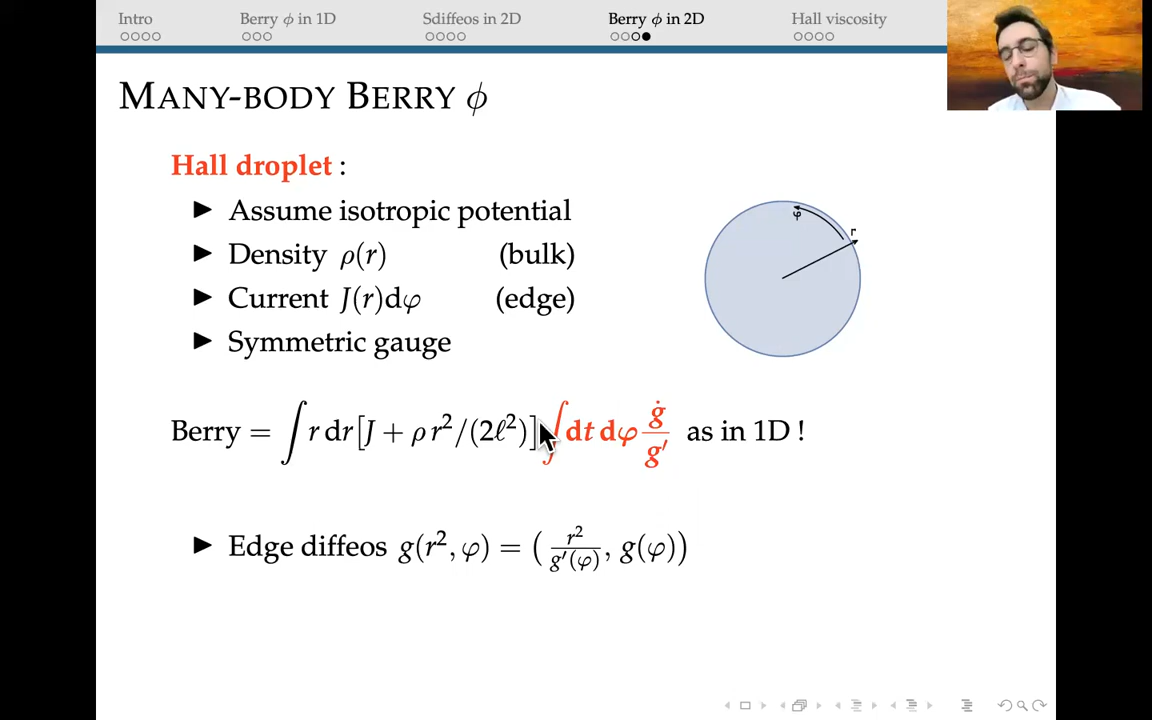 Intro Berry ϕ in 1D Sdiffeos in 2D Berry ϕ in 2D Hall viscosity
MANY-BODY BERRY ϕ
Hall droplet :
▶ Assume isotropic potential
▶ Density ρ(r) (bulk)
▶ Current J(r)dφ (edge)
▶ Symmetric gauge
φ
r
Berry = ∫ r dr[J + ρ r²/(2ℓ²)] ∫ dt dφ ġ/g′ as in 1D !
▶ Edge diffeos g(r², φ) = ( r²/g′(φ) , g(φ))